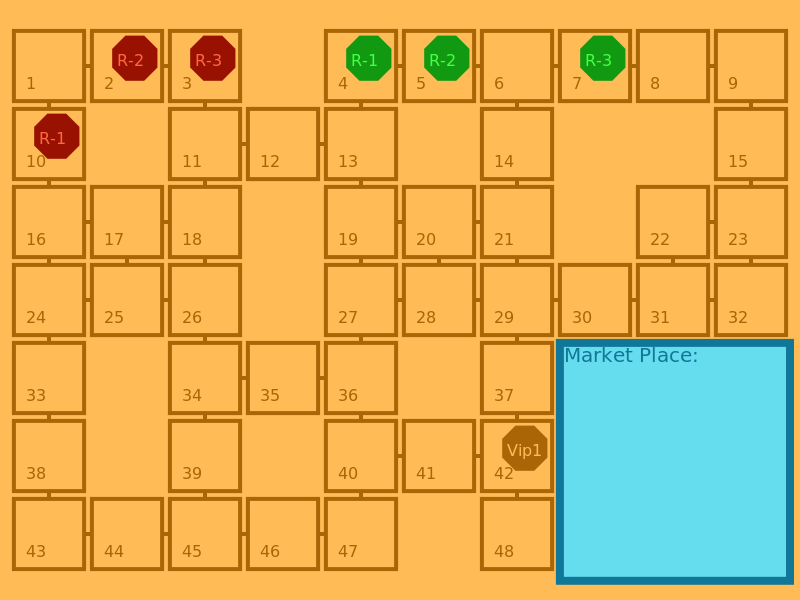 R-2 R-3 R-1 R-2 R-3
1 2 3 4 5 6 7 8 9
R-1
10 11 12 13 14 15
16 17 18 19 20 21 22 23
24 25 26 27 28 29 30 31 32
Market Place:
33 34 35 36 37
Vip1
38 39 40 41 42
43 44 45 46 47 48